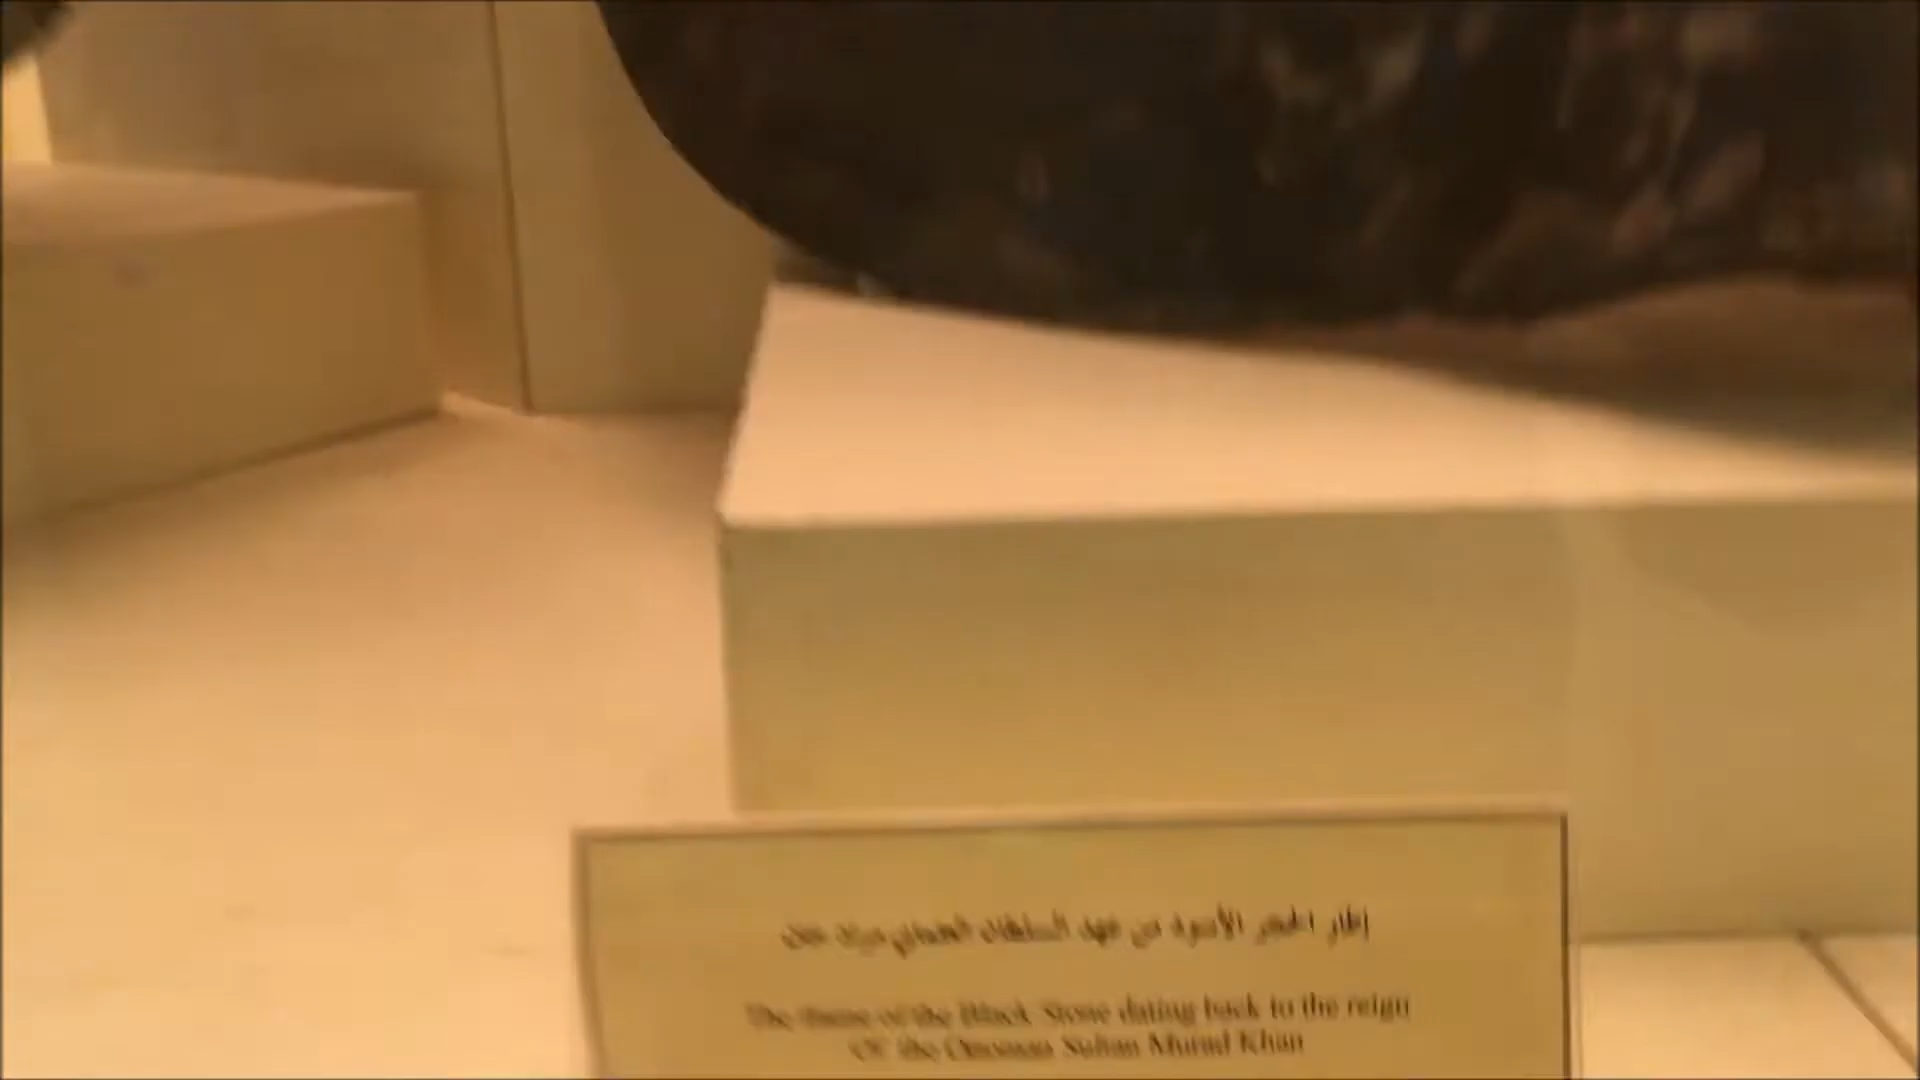 إطار الحجر الأسود من عهد السلطان العثماني مراد خان
The frame of the Black Stone dating back to the reign
Of the Ottoman Sultan Murad Khan